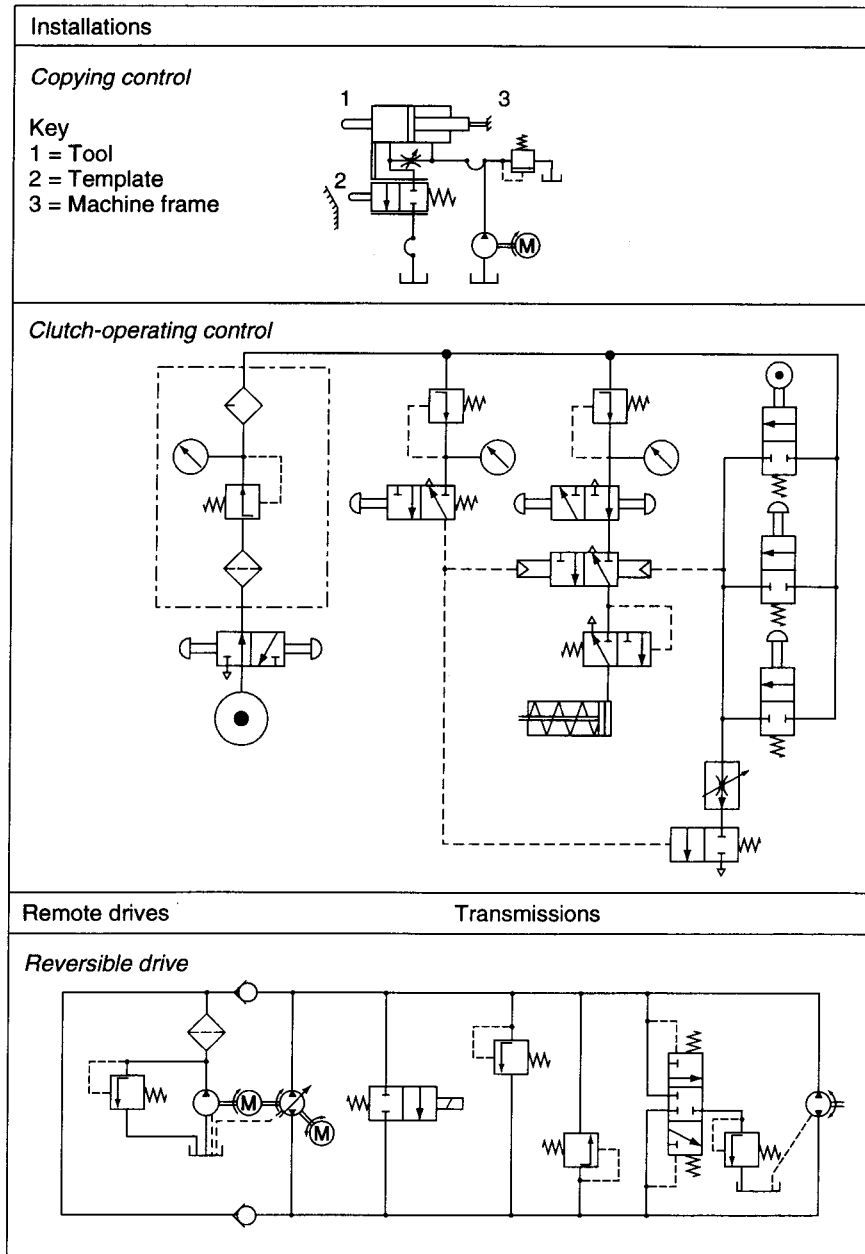 Installations
Copying control
Key
1 = Tool
2 = Template
3 = Machine frame
1
3
2
M
Clutch-operating control
Remote drives
Transmissions
Reversible drive
M
M